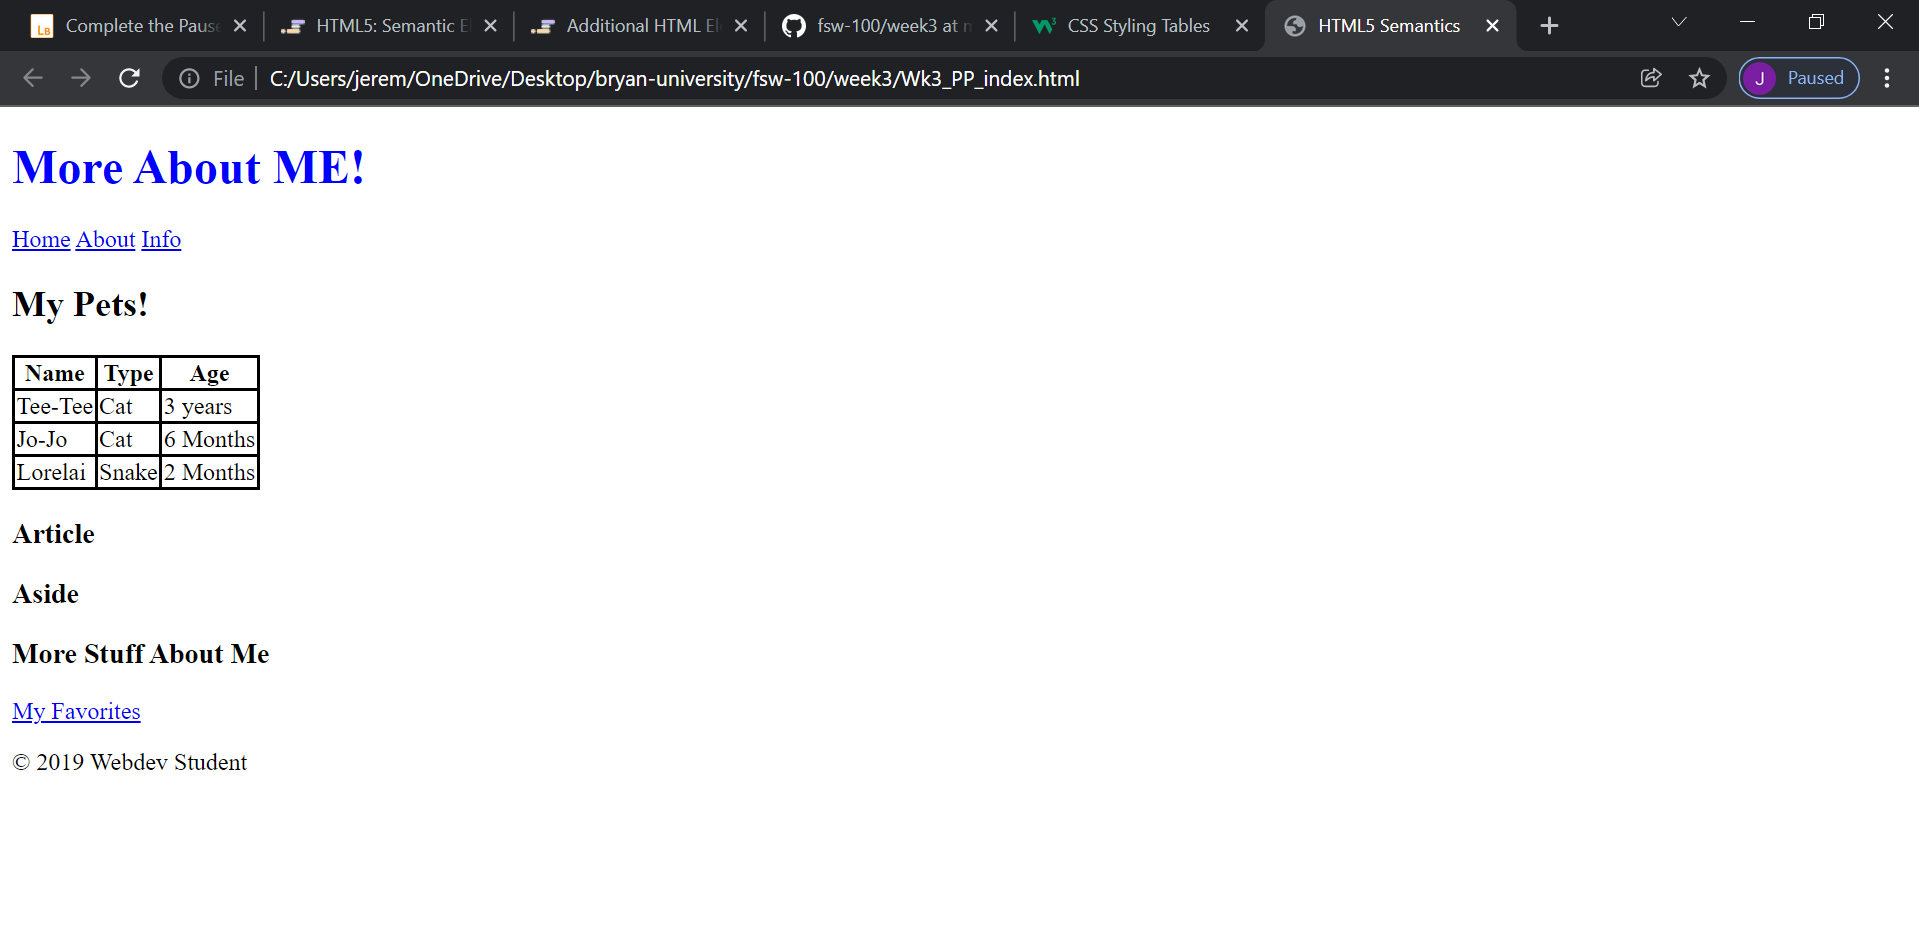 Complete the Pause
HTML5: Semantic El
Additional HTML Ele
fsw-100/week3 at m
CSS Styling Tables
HTML5 Semantics
File
C:/Users/jerem/OneDrive/Desktop/bryan-university/fsw-100/week3/Wk3_PP_index.html
J Paused
More About ME!
Home About Info
My Pets!
Name Type Age
Tee-Tee Cat 3 years
Jo-Jo Cat 6 Months
Lorelai Snake 2 Months
Article
Aside
More Stuff About Me
My Favorites
© 2019 Webdev Student